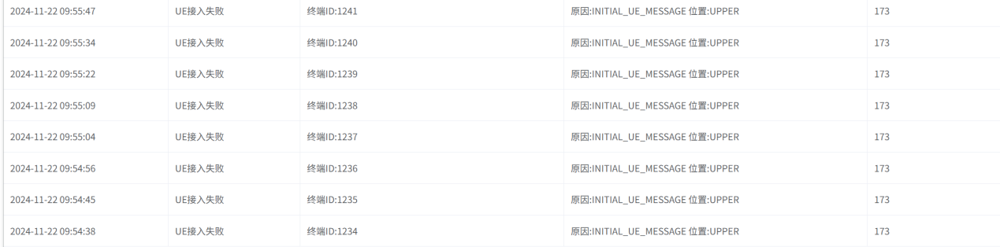 2024-11-22 09:55:47 UE接入失败 终端ID:1241 原因:INITIAL_UE_MESSAGE 位置:UPPER 173
2024-11-22 09:55:34 UE接入失败 终端ID:1240 原因:INITIAL_UE_MESSAGE 位置:UPPER 173
2024-11-22 09:55:22 UE接入失败 终端ID:1239 原因:INITIAL_UE_MESSAGE 位置:UPPER 173
2024-11-22 09:55:09 UE接入失败 终端ID:1238 原因:INITIAL_UE_MESSAGE 位置:UPPER 173
2024-11-22 09:55:04 UE接入失败 终端ID:1237 原因:INITIAL_UE_MESSAGE 位置:UPPER 173
2024-11-22 09:54:56 UE接入失败 终端ID:1236 原因:INITIAL_UE_MESSAGE 位置:UPPER 173
2024-11-22 09:54:45 UE接入失败 终端ID:1235 原因:INITIAL_UE_MESSAGE 位置:UPPER 173
2024-11-22 09:54:38 UE接入失败 终端ID:1234 原因:INITIAL_UE_MESSAGE 位置:UPPER 173